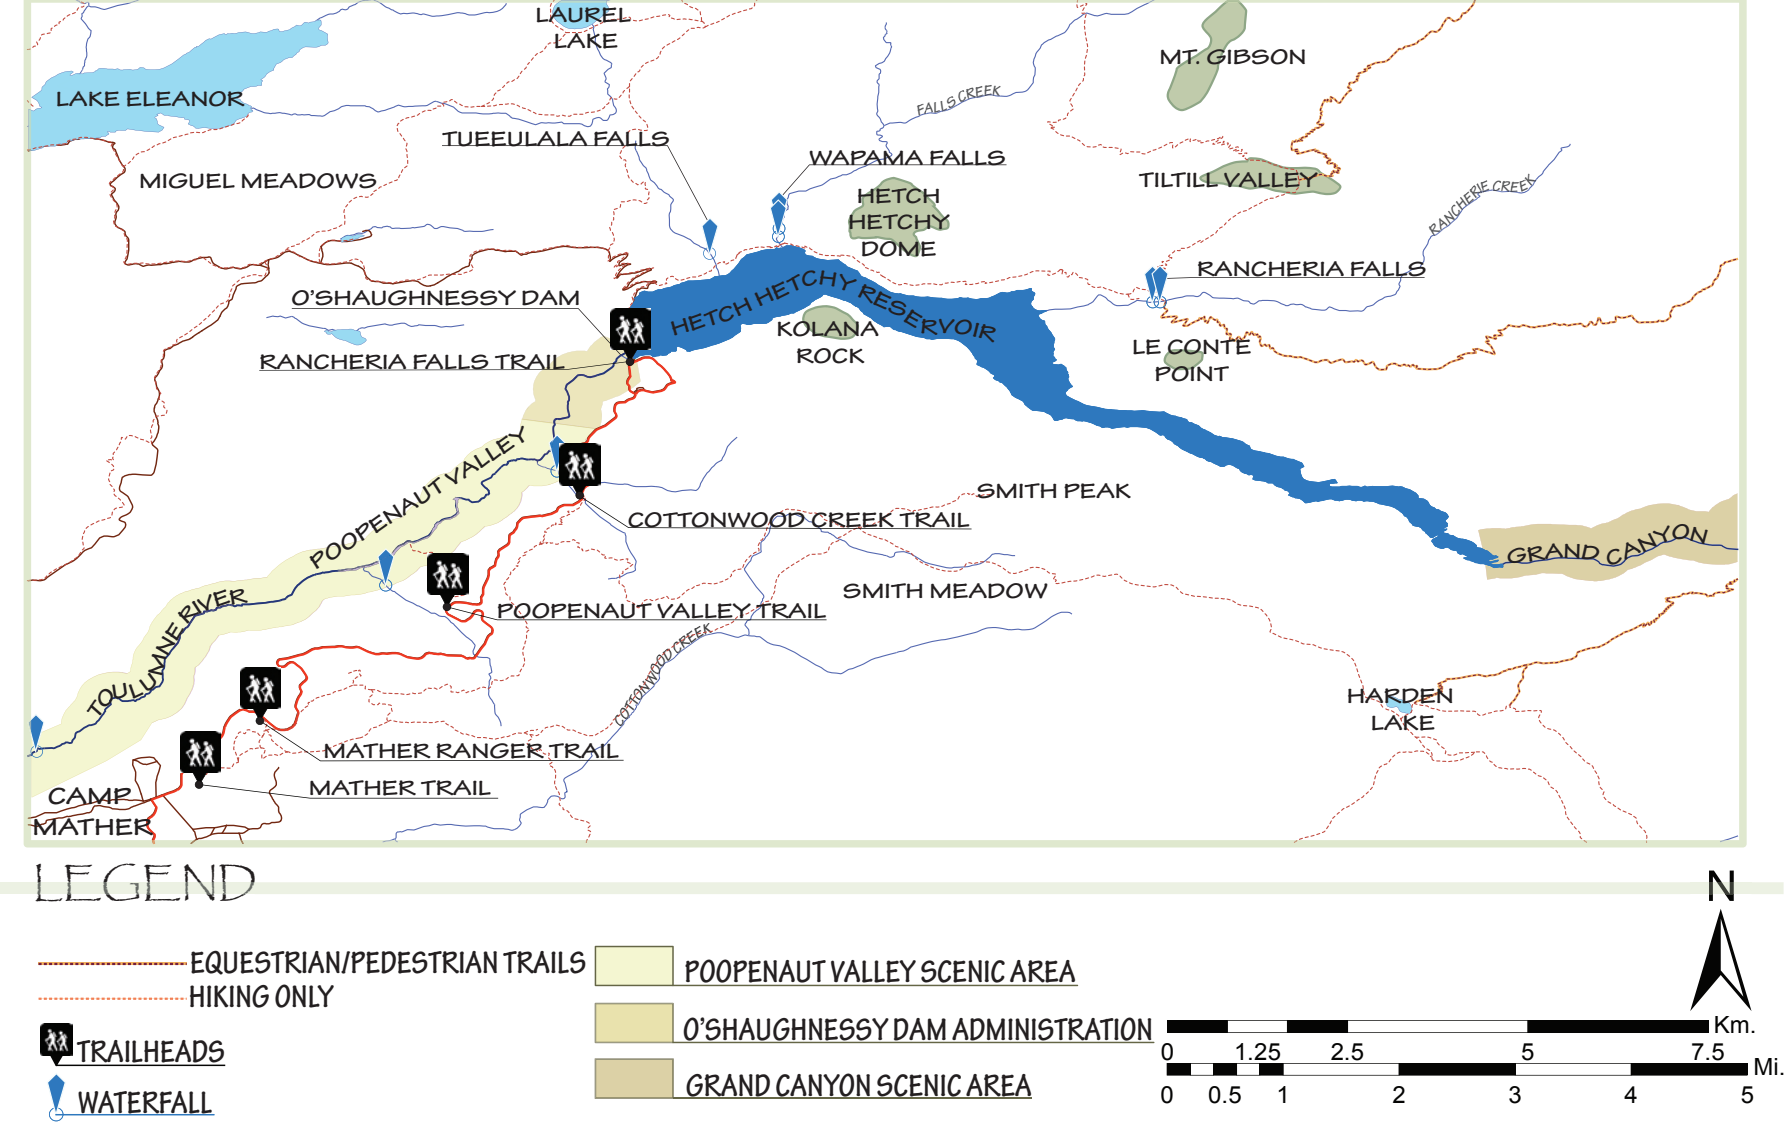 LAUREL
LAKE
MT. GIBSON
LAKE ELEANOR
FALLS CREEK
TUEEULALA FALLS
WAPAMA FALLS
MIGUEL MEADOWS
TILTILL VALLEY
HETCH
HETCHY
DOME
RANCHERIE CREEK
RANCHERIA FALLS
O'SHAUGHNESSY DAM
HETCH HETCHY RESERVOIR
KOLANA
ROCK
LE CONTE
POINT
RANCHERIA FALLS TRAIL
POOPENAUT VALLEY
SMITH PEAK
COTTONWOOD CREEK TRAIL
GRAND CANYON
SMITH MEADOW
POOPENAUT VALLEY TRAIL
TOULUMNE RIVER
COTTONWOOD CREEK
HARDEN
LAKE
MATHER RANGER TRAIL
MATHER TRAIL
CAMP
MATHER
LEGEND
N
EQUESTRIAN/PEDESTRIAN TRAILS
HIKING ONLY
TRAILHEADS
WATERFALL
POOPENAUT VALLEY SCENIC AREA
O'SHAUGHNESSY DAM ADMINISTRATION
GRAND CANYON SCENIC AREA
Km.
0 1.25 2.5 5 7.5
Mi.
0 0.5 1 2 3 4 5